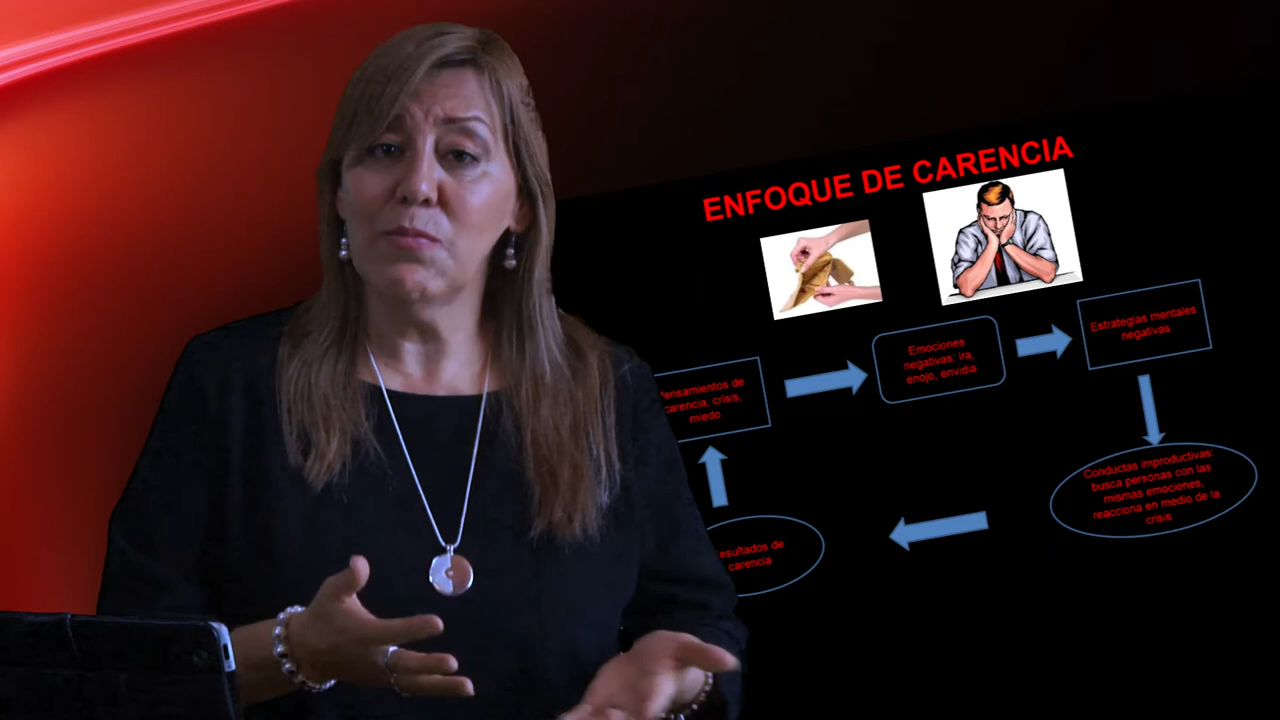 ENFOQUE DE CARENCIA
Pensamientos de
carencia, crisis,
miedo
Emociones
negativas: Ira,
enojo, envidia
Estrategias mentales
negativas
Conductas improductivas:
busca personas con las
mismas emociones,
reacciona en medio de la
crisis
esultados de
carencia